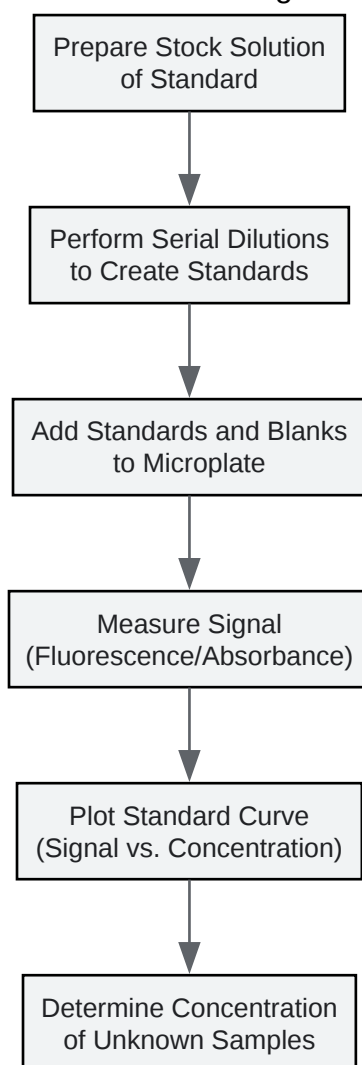 Prepare Stock Solution
of Standard
Perform Serial Dilutions
to Create Standards
Add Standards and Blanks
to Microplate
Measure Signal
(Fluorescence/Absorbance)
Plot Standard Curve
(Signal vs. Concentration)
Determine Concentration
of Unknown Samples